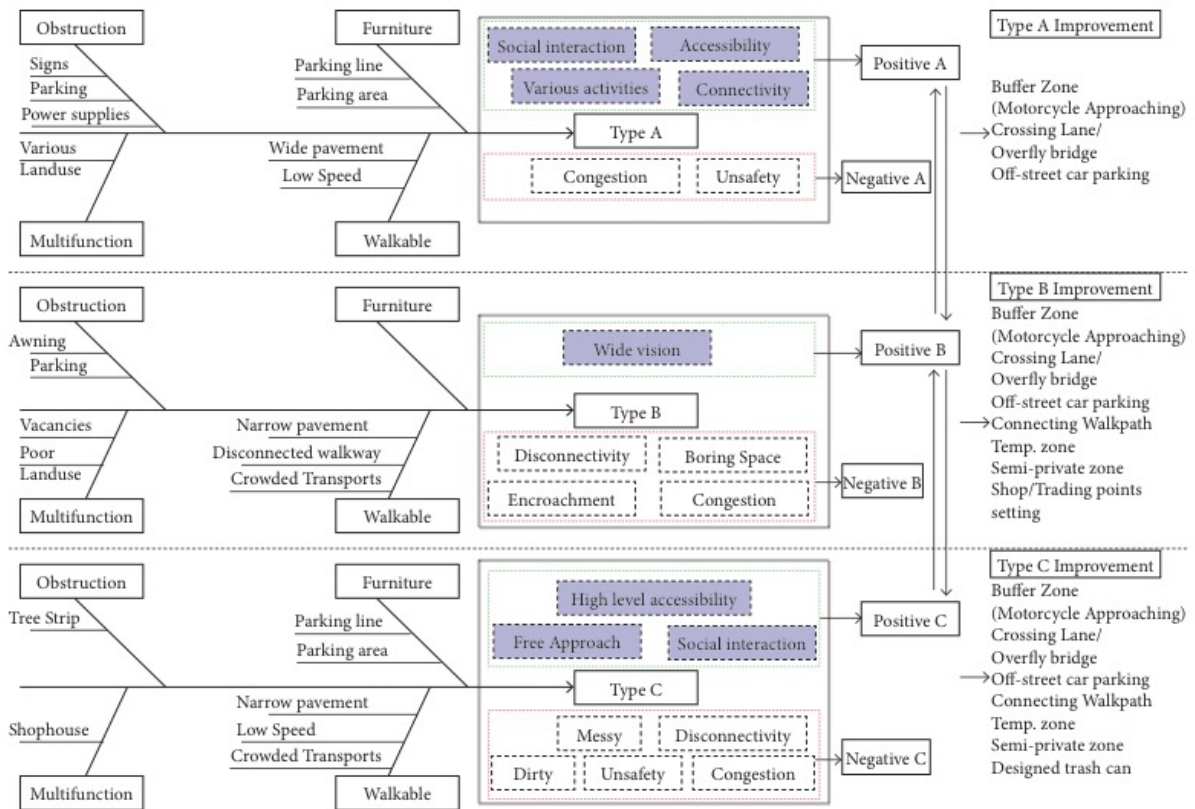 Obstruction
Furniture
Signs
Parking
Power supplies
Parking line
Parking area
Various
Landuse
Wide pavement
Low Speed
Multifunction
Walkable
Social interaction
Accessibility
Various activities
Connectivity
Type A
Congestion
Unsafety
Positive A
Negative A
Type A Improvement
Buffer Zone
(Motorcycle Approaching)
Crossing Lane/
Overfly bridge
Off-street car parking
Obstruction
Furniture
Awning
Parking
Vacancies
Poor
Landuse
Narrow pavement
Disconnected walkway
Crowded Transports
Multifunction
Walkable
Wide vision
Type B
Disconnectivity
Boring Space
Encroachment
Congestion
Positive B
Negative B
Type B Improvement
Buffer Zone
(Motorcycle Approaching)
Crossing Lane/
Overfly bridge
Off-street car parking
Connecting Walkpath
Temp. zone
Semi-private zone
Shop/Trading points
setting
Obstruction
Furniture
Tree Strip
Parking line
Parking area
Shophouse
Narrow pavement
Low Speed
Crowded Transports
Multifunction
Walkable
High level accessibility
Free Approach
Social interaction
Type C
Messy
Disconnectivity
Dirty
Unsafety
Congestion
Positive C
Negative C
Type C Improvement
Buffer Zone
(Motorcycle Approaching)
Crossing Lane/
Overfly bridge
Off-street car parking
Connecting Walkpath
Temp. zone
Semi-private zone
Designed trash can